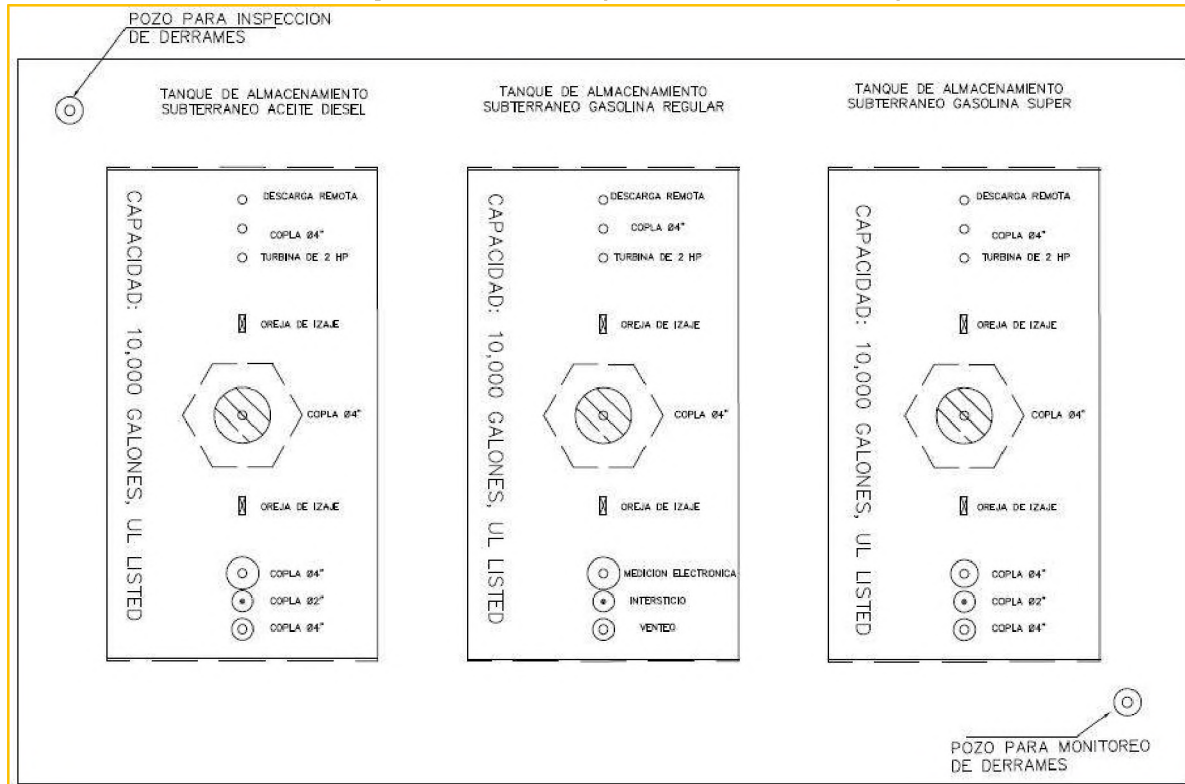 POZO PARA INSPECCION
DE DERRAMES
TANQUE DE ALMACENAMIENTO
SUBTERRANEO ACEITE DIESEL
TANQUE DE ALMACENAMIENTO
SUBTERRANEO GASOLINA REGULAR
TANQUE DE ALMACENAMIENTO
SUBTERRANEO GASOLINA SUPER
CAPACIDAD: 10,000 GALONES, UL LISTED
DESCARGA REMOTA
COPLA Ø4"
TURBINA DE 2 HP
OREJA DE IZAJE
COPLA Ø4"
OREJA DE IZAJE
COPLA Ø4"
COPLA Ø2"
COPLA Ø4"
CAPACIDAD: 10,000 GALONES, UL LISTED
DESCARGA REMOTA
COPLA Ø4"
TURBINA DE 2 HP
OREJA DE IZAJE
COPLA Ø4"
OREJA DE IZAJE
MEDICION ELECTRONICA
INTERSTICIO
VENTEO
CAPACIDAD: 10,000 GALONES, UL LISTED
DESCARGA REMOTA
COPLA Ø4"
TURBINA DE 2 HP
OREJA DE IZAJE
COPLA Ø4"
OREJA DE IZAJE
COPLA Ø4"
COPLA Ø2"
COPLA Ø4"
POZO PARA MONITOREO
DE DERRAMES